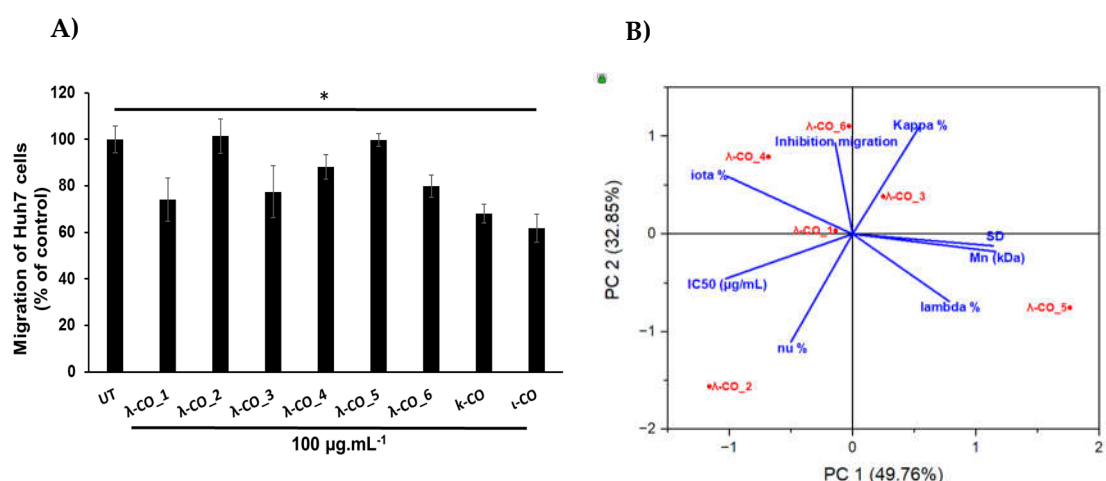 A)
120
100
80
60
40
20
0
Migration of Huh7 cells
(% of control)
*
UT
λ-CO_1
λ-CO_2
λ-CO_3
λ-CO_4
λ-CO_5
λ-CO_6
k-CO
ι-CO
100 µg.mL-1
B)
1
0
−1
−2
PC 2 (32.85%)
λ-CO_6
Kappa %
Inhibition migration
λ-CO_4
iota %
λ-CO_3
λ-CO_1
SD
Mn (kDa)
IC50 (µg/mL)
lambda %
λ-CO_5
nu %
λ-CO_2
−1
0
1
2
PC 1 (49.76%)